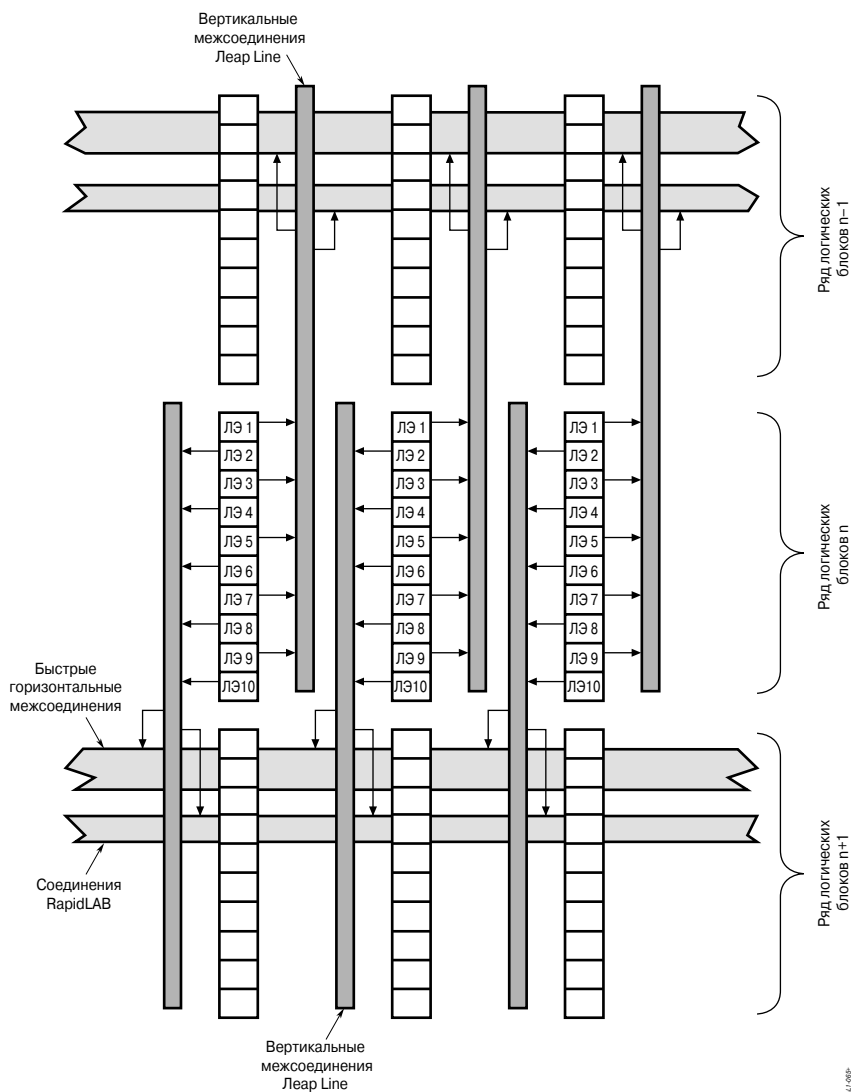 Вертикальные
межсоединения
Леар Line
Ряд логических
блоков n–1
ЛЭ 1
ЛЭ 2
ЛЭ 3
ЛЭ 4
ЛЭ 5
ЛЭ 6
ЛЭ 7
ЛЭ 8
ЛЭ 9
ЛЭ10
ЛЭ 1
ЛЭ 2
ЛЭ 3
ЛЭ 4
ЛЭ 5
ЛЭ 6
ЛЭ 7
ЛЭ 8
ЛЭ 9
ЛЭ10
ЛЭ 1
ЛЭ 2
ЛЭ 3
ЛЭ 4
ЛЭ 5
ЛЭ 6
ЛЭ 7
ЛЭ 8
ЛЭ 9
ЛЭ10
Ряд логических
блоков n
Быстрые
горизонтальные
межсоединения
Соединения
RapidLAB
Ряд логических
блоков n+1
Вертикальные
межсоединения
Леар Line